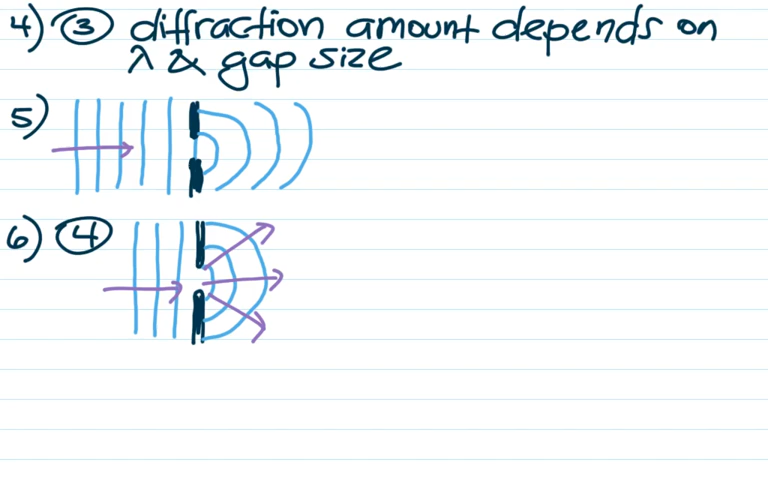 4) ③ diffraction amount depends on
λ & gap size
5)
6) ④